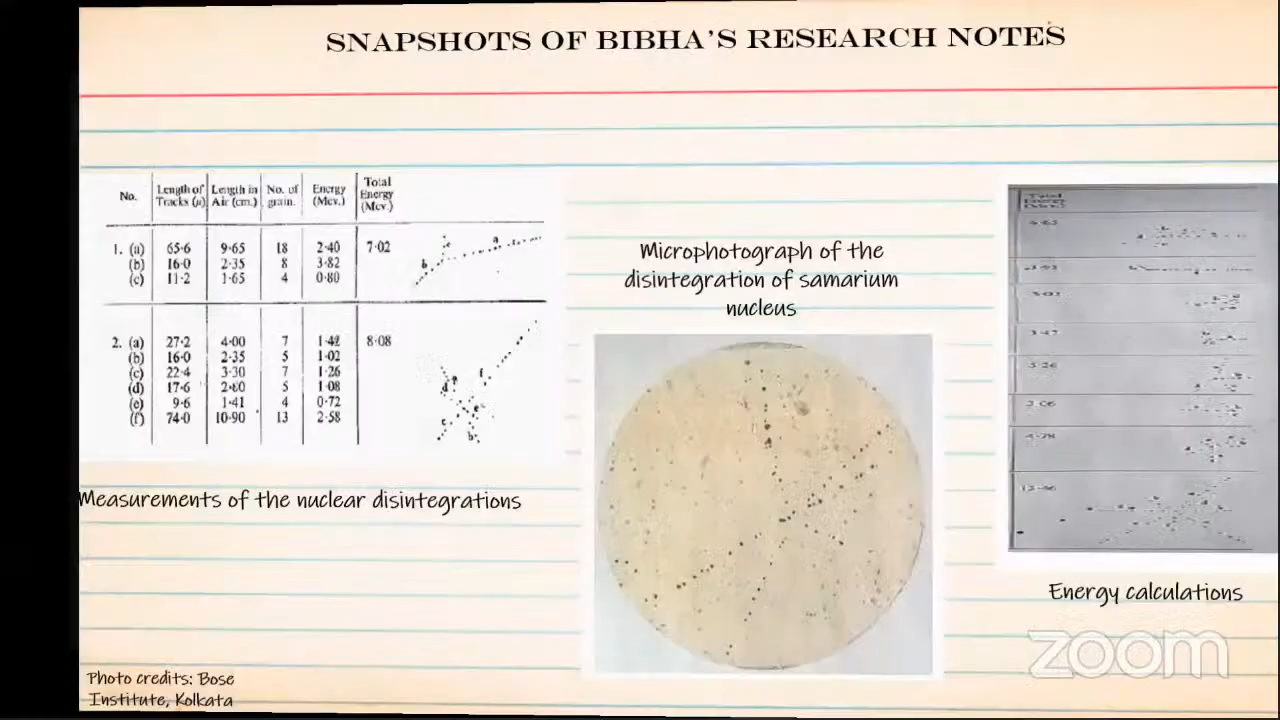 SNAPSHOTS OF BIBHA'S RESEARCH NOTES
No. Length of Tracks (μ) Length in Air (cm.) No. of grain. Energy (Mev.) Total Energy (Mev.)
1. (a) 65·6 9·65 18 2·40 7·02
(b) 16·0 2·35 8 3·82
(c) 11·2 1·65 4 0·80
a
b
2. (a) 27·2 4·00 7 1·42 8·08
(b) 16·0 2·35 5 1·02
(c) 22·4 3·30 7 1·26
(d) 17·6 2·60 5 1·08
(e) 9·6 1·41 4 0·72
(f) 74·0 10·90 13 2·58
f
d
e
c
b
Measurements of the nuclear disintegrations
Microphotograph of the
disintegration of samarium
nucleus
Total
Energy
Energy calculations
zoom
Photo credits: Bose
Institute, Kolkata